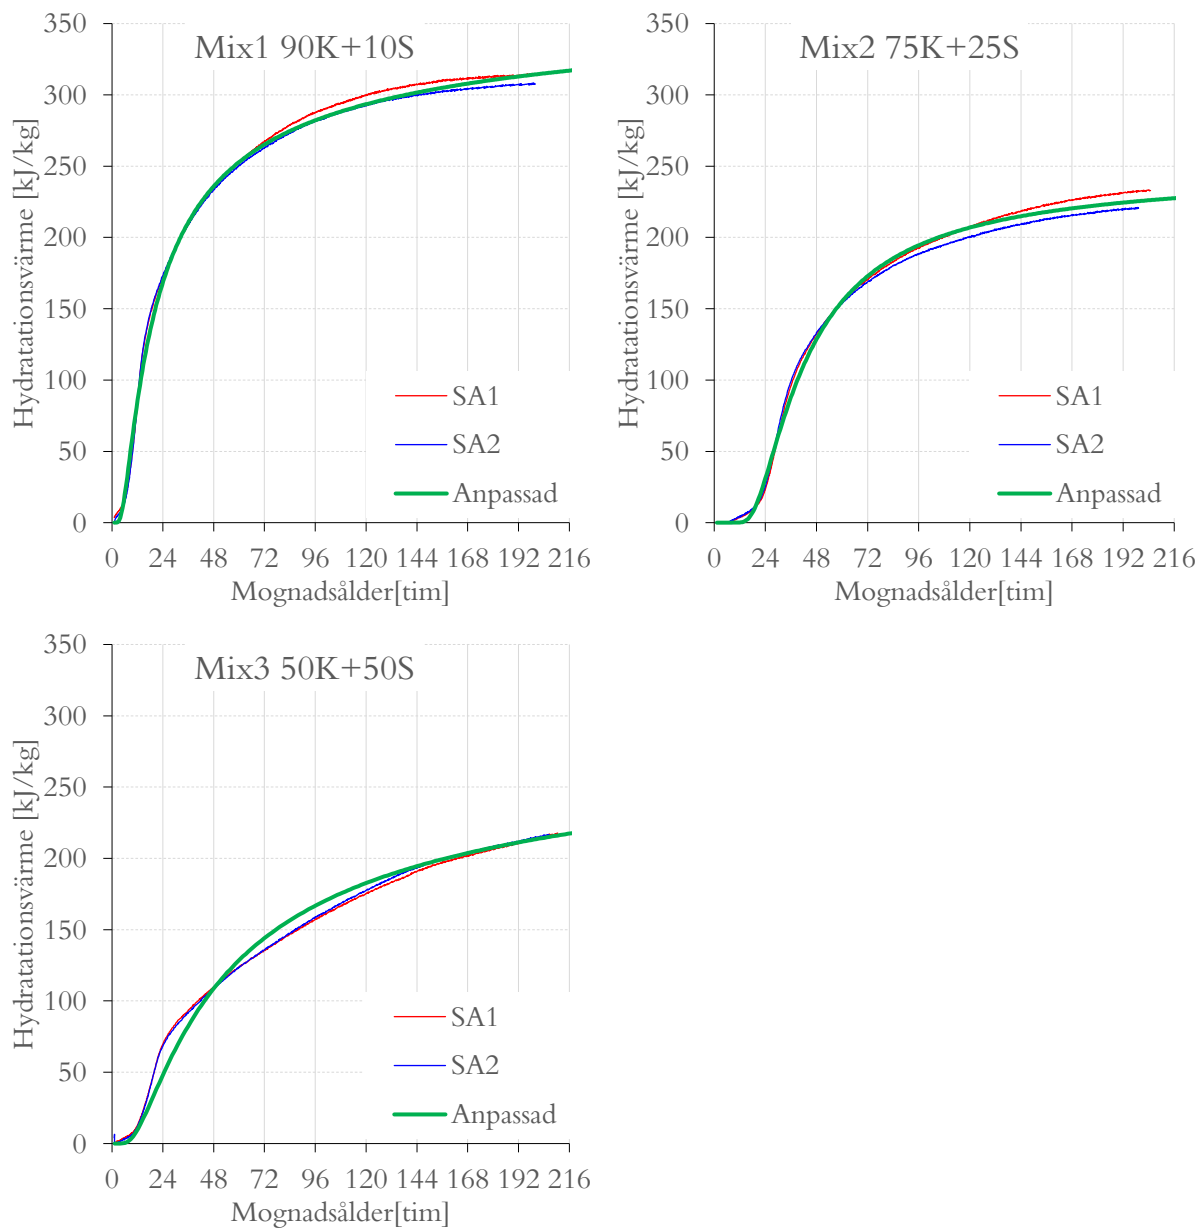 Mix1 90K+10S
Hydratationsvärme [kJ/kg]
350
300
250
200
150
100
50
0
SA1
SA2
Anpassad
0 24 48 72 96 120 144 168 192 216
Mognadsålder[tim]
Mix2 75K+25S
Hydratationsvärme [kJ/kg]
350
300
250
200
150
100
50
0
SA1
SA2
Anpassad
0 24 48 72 96 120 144 168 192 216
Mognadsålder[tim]
Mix3 50K+50S
Hydratationsvärme [kJ/kg]
350
300
250
200
150
100
50
0
SA1
SA2
Anpassad
0 24 48 72 96 120 144 168 192 216
Mognadsålder[tim]